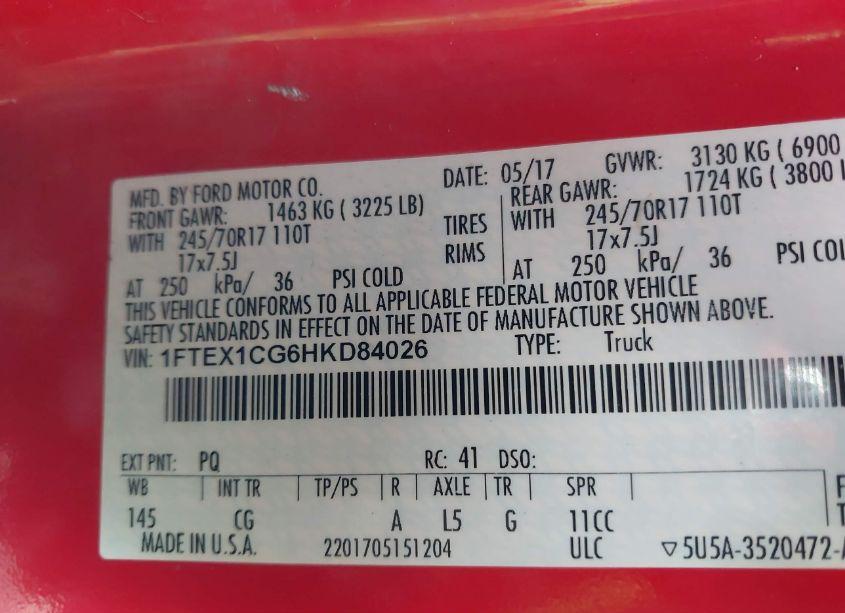 MFD. BY FORD MOTOR CO. DATE: 05/17 GVWR: 3130 KG ( 6900
FRONT GAWR: 1463 KG ( 3225 LB) REAR GAWR: 1724 KG ( 3800
WITH 245/70R17 110T TIRES WITH 245/70R17 110T
17x7.5J RIMS 17x7.5J
AT 250 kPa/ 36 PSI COLD AT 250 kPa/ 36 PSI COL
THIS VEHICLE CONFORMS TO ALL APPLICABLE FEDERAL MOTOR VEHICLE
SAFETY STANDARDS IN EFFECT ON THE DATE OF MANUFACTURE SHOWN ABOVE.
VIN: 1FTEX1CG6HKD84026 TYPE: Truck
EXT PNT: PQ RC: 41 DSO:
WB INT TR TP/PS R AXLE TR SPR
145 CG A L5 G 11CC
MADE IN U.S.A. 2201705151204 ULC ▽5U5A-3520472-